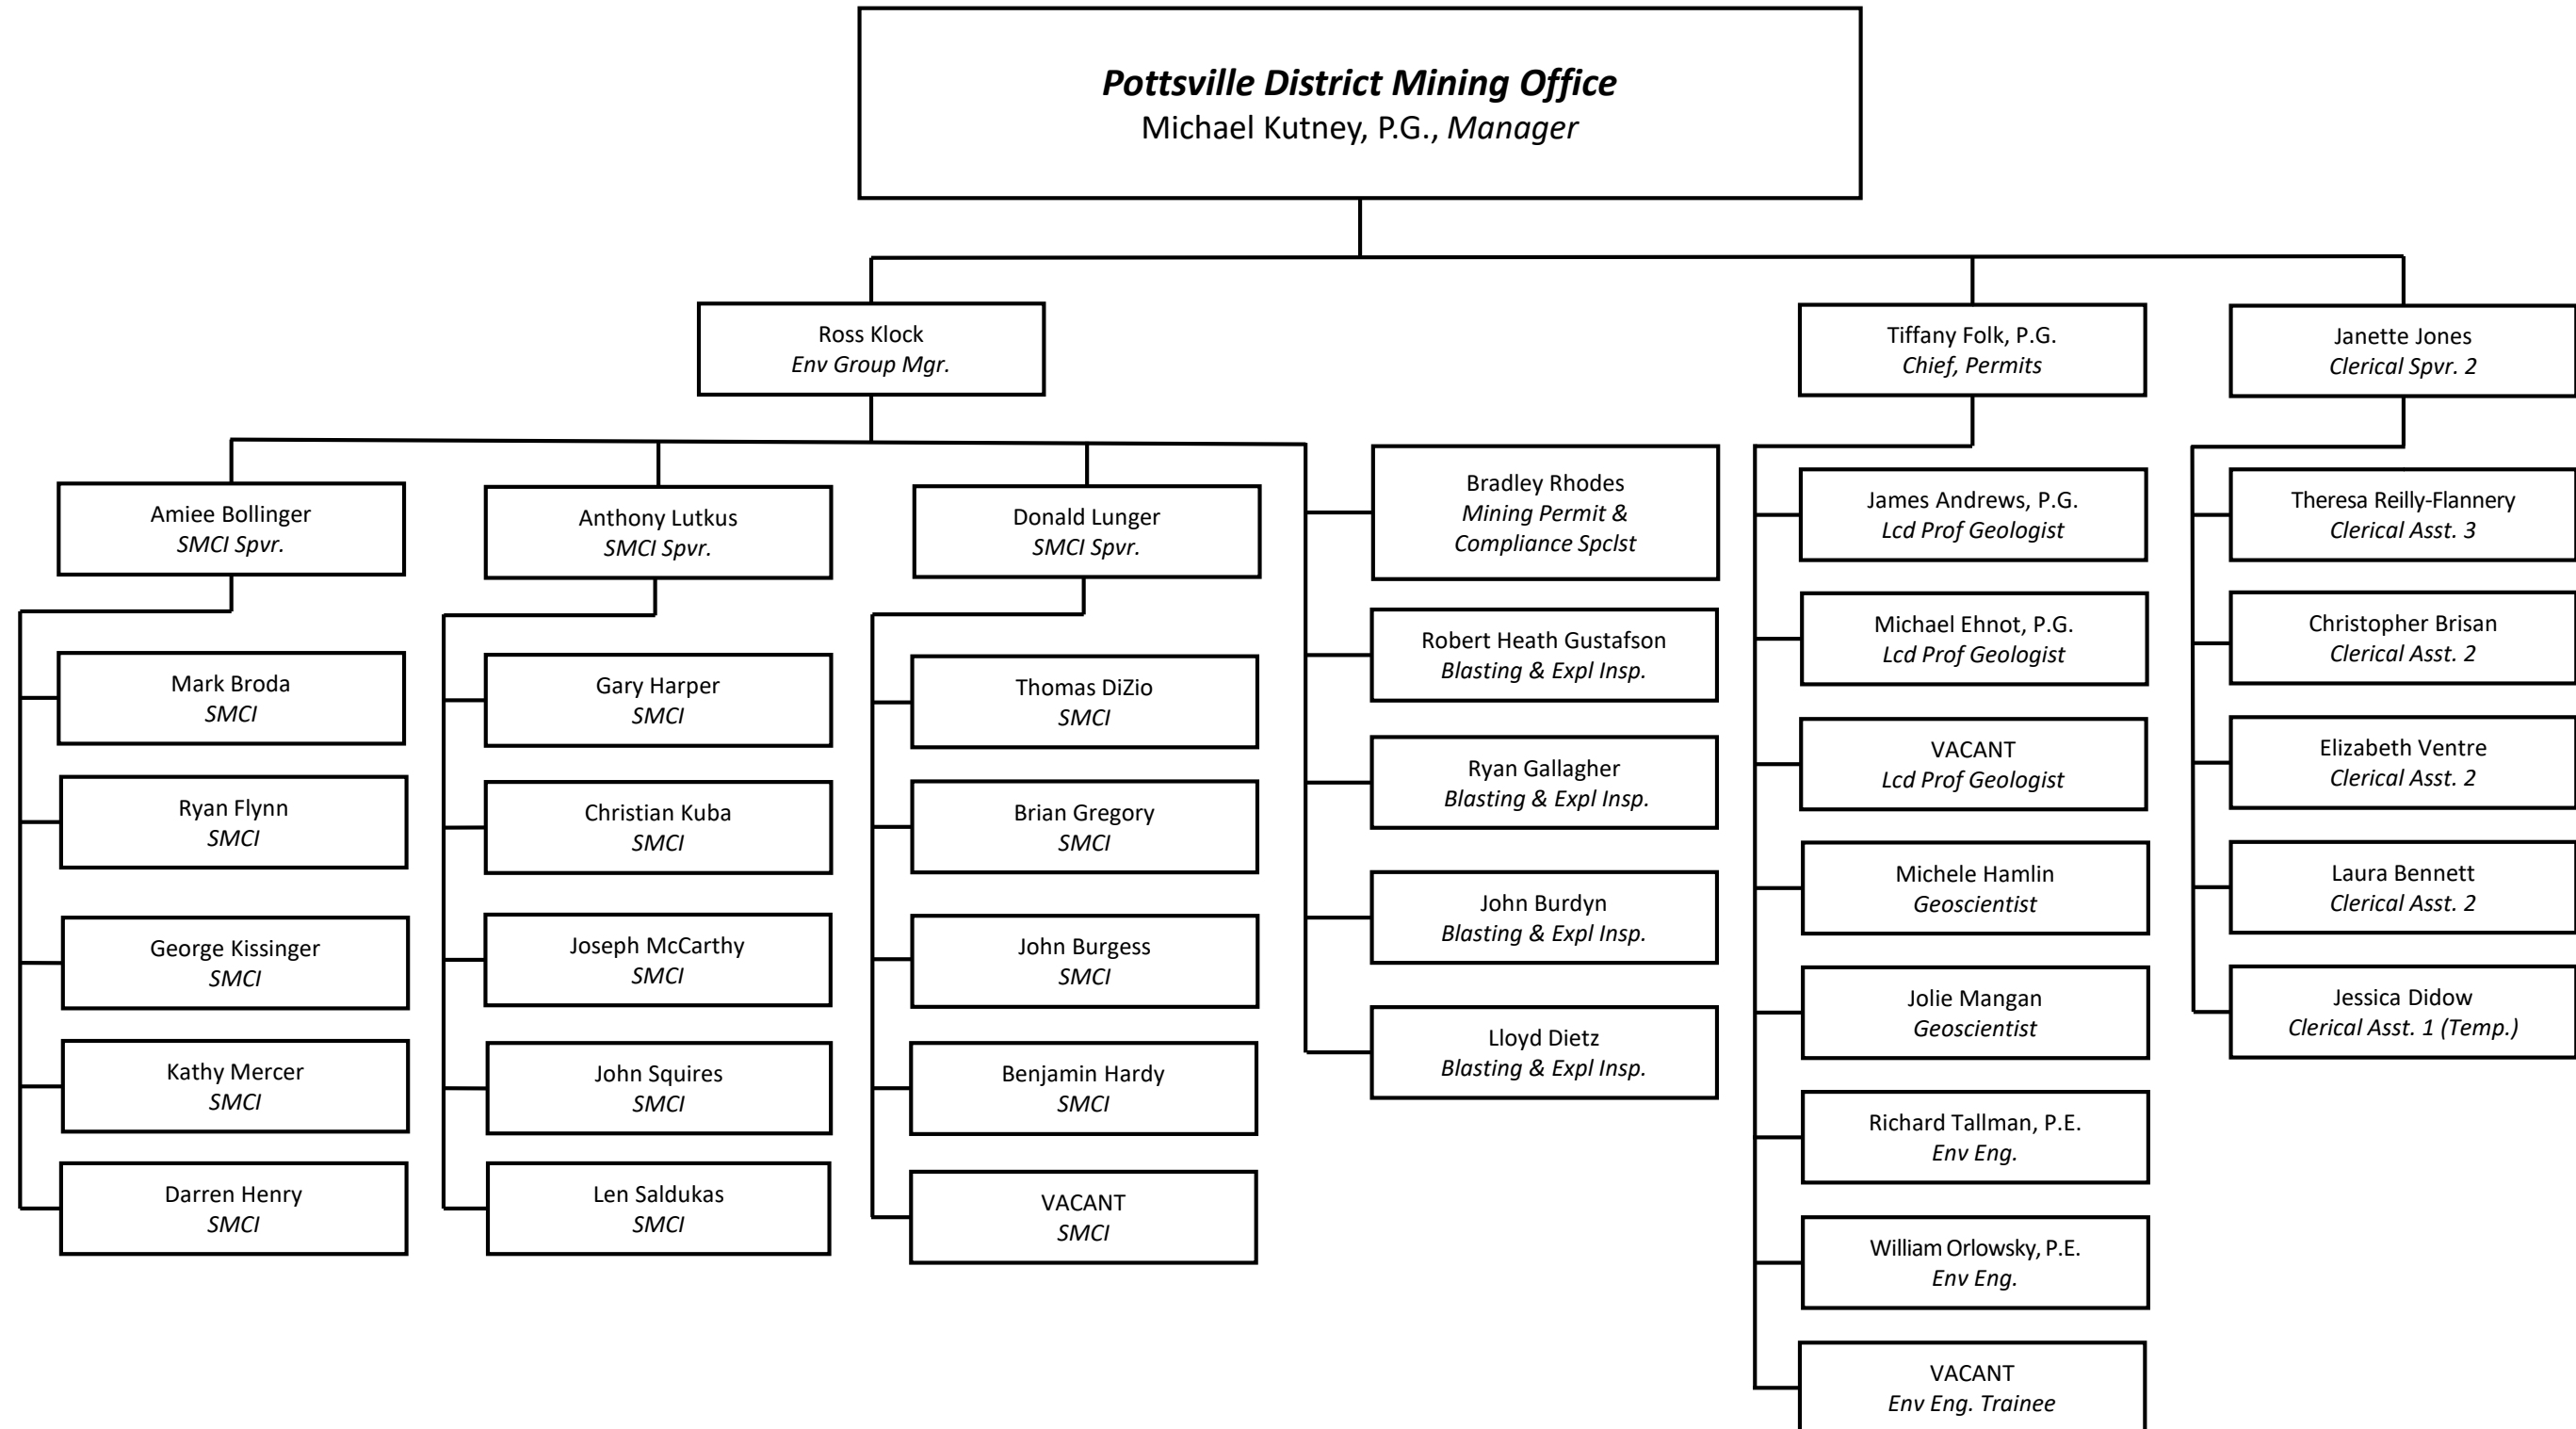 Pottsville District Mining Office
Michael Kutney, P.G., Manager
Ross Klock
Env Group Mgr.
Tiffany Folk, P.G.
Chief, Permits
Janette Jones
Clerical Spvr. 2
Amiee Bollinger
SMCI Spvr.
Mark Broda
SMCI
Ryan Flynn
SMCI
George Kissinger
SMCI
Kathy Mercer
SMCI
Darren Henry
SMCI
Anthony Lutkus
SMCI Spvr.
Gary Harper
SMCI
Christian Kuba
SMCI
Joseph McCarthy
SMCI
John Squires
SMCI
Len Saldukas
SMCI
Donald Lunger
SMCI Spvr.
Thomas DiZio
SMCI
Brian Gregory
SMCI
John Burgess
SMCI
Benjamin Hardy
SMCI
VACANT
SMCI
Bradley Rhodes
Mining Permit &
Compliance Spclst
Robert Heath Gustafson
Blasting & Expl Insp.
Ryan Gallagher
Blasting & Expl Insp.
John Burdyn
Blasting & Expl Insp.
Lloyd Dietz
Blasting & Expl Insp.
James Andrews, P.G.
Lcd Prof Geologist
Michael Ehnot, P.G.
Lcd Prof Geologist
VACANT
Lcd Prof Geologist
Michele Hamlin
Geoscientist
Jolie Mangan
Geoscientist
Richard Tallman, P.E.
Env Eng.
William Orlowsky, P.E.
Env Eng.
VACANT
Env Eng. Trainee
Theresa Reilly-Flannery
Clerical Asst. 3
Christopher Brisan
Clerical Asst. 2
Elizabeth Ventre
Clerical Asst. 2
Laura Bennett
Clerical Asst. 2
Jessica Didow
Clerical Asst. 1 (Temp.)